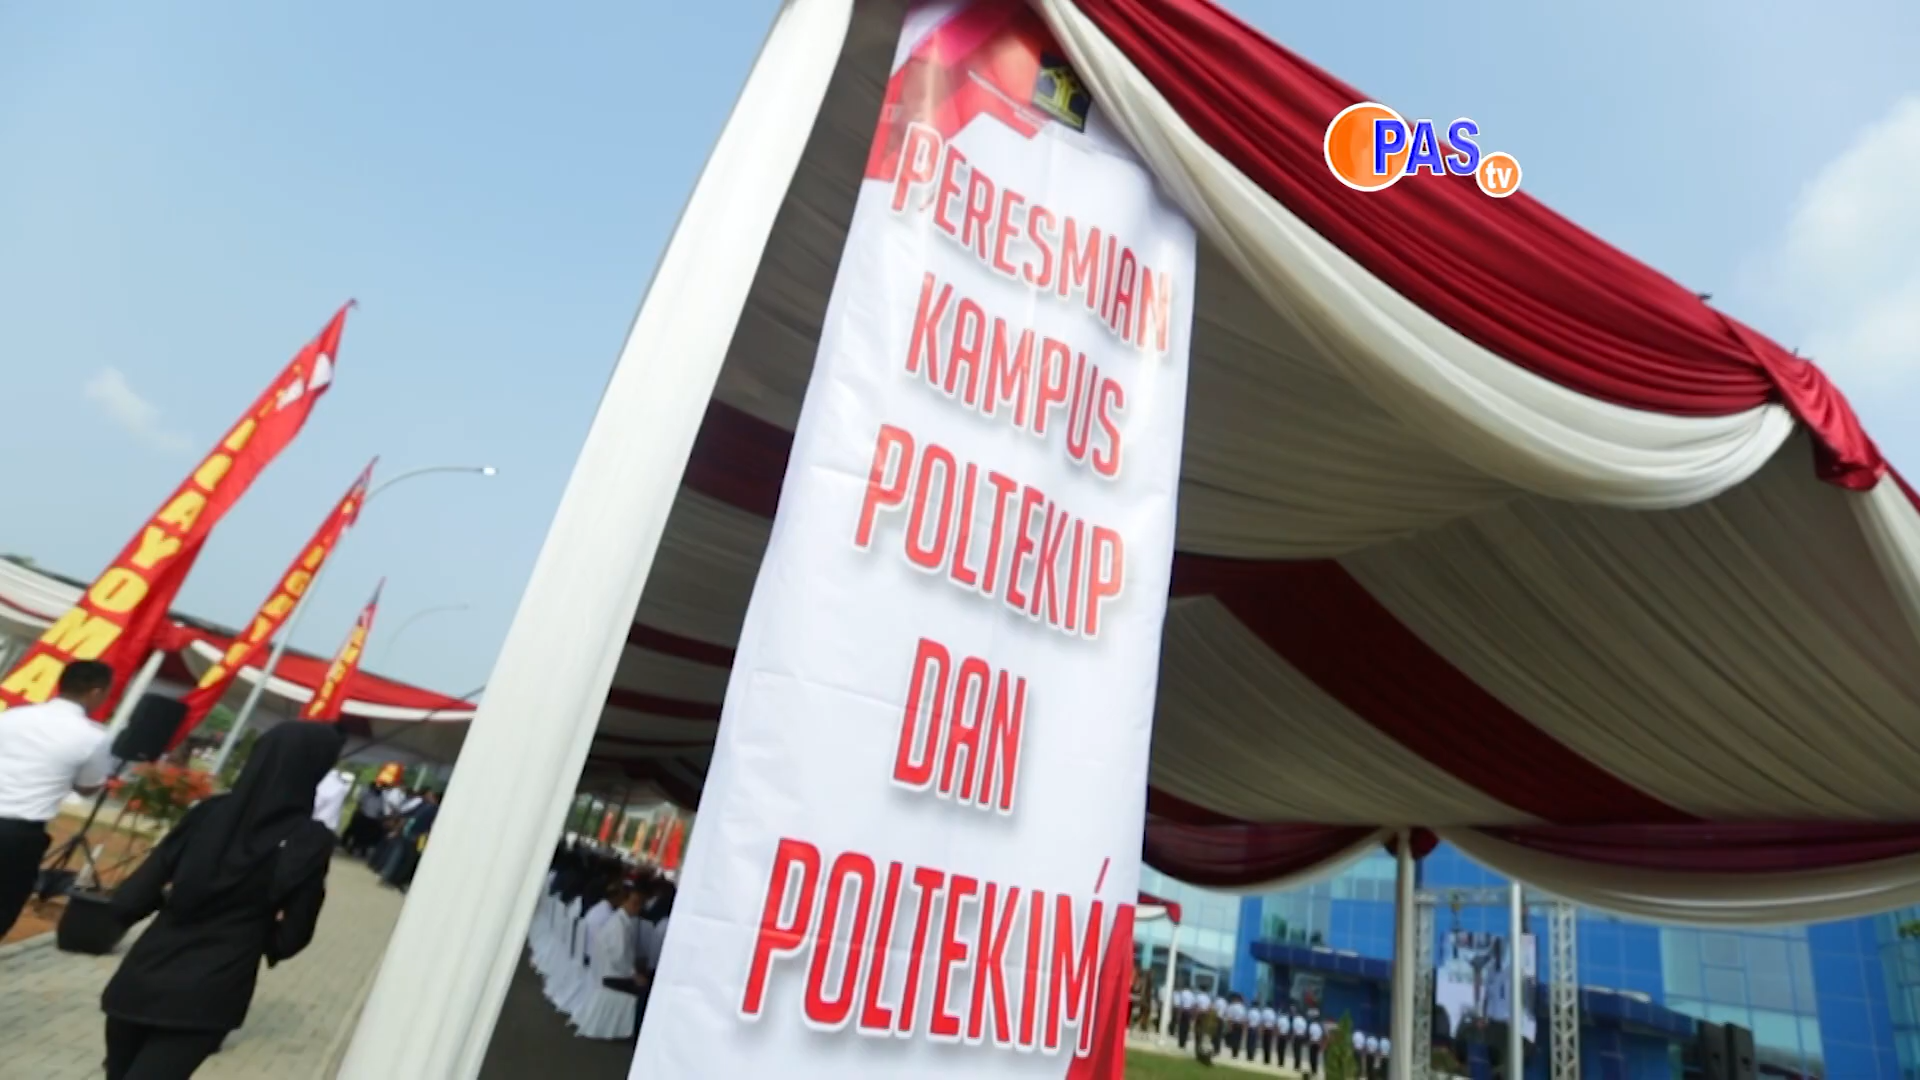 PAS
tv
PERESMIAN
KAMPUS
POLTEKIP
DAN
POLTEKIM